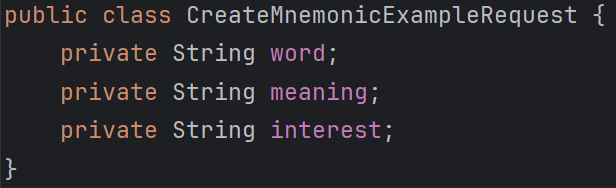 public class CreateMnemonicExampleRequest {
    private String word;
    private String meaning;
    private String interest;
}